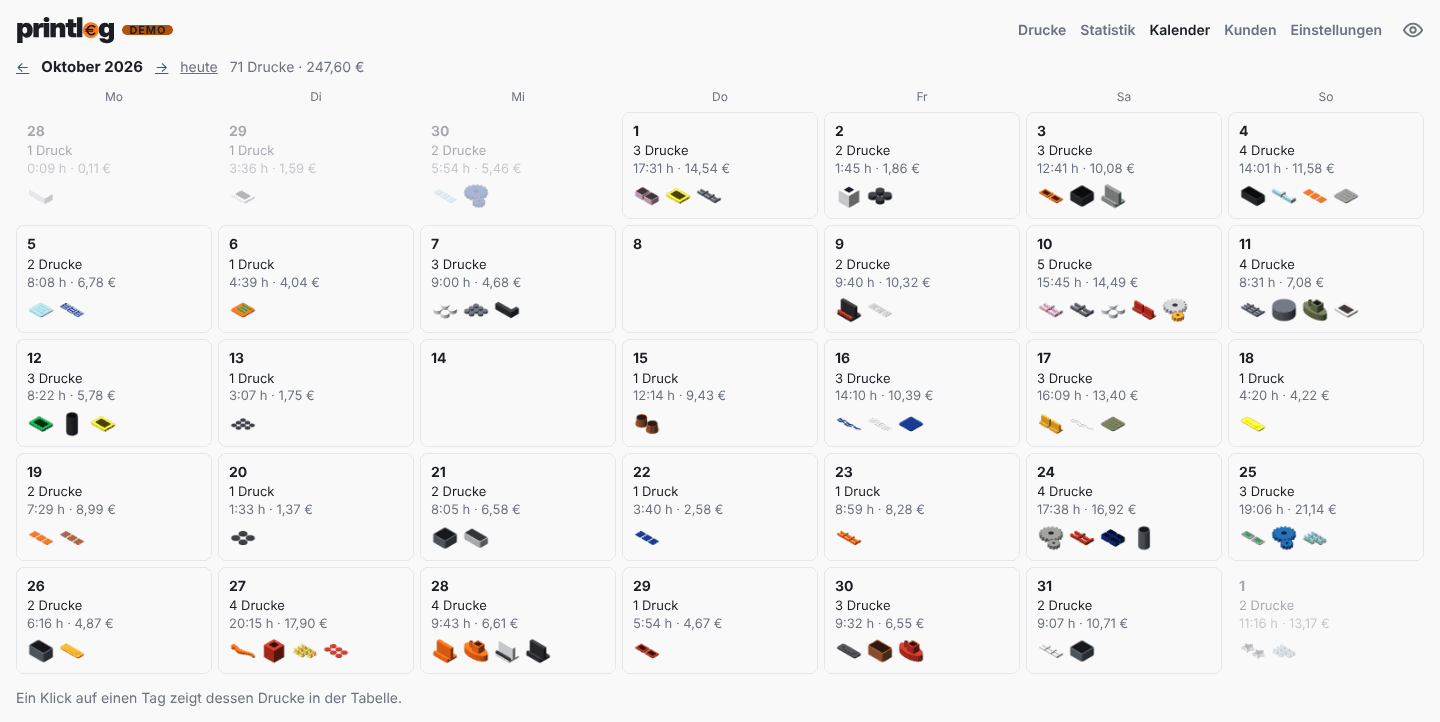 printl€g DEMO Drucke Statistik Kalender Kunden Einstellungen
← Oktober 2026 → heute 71 Drucke · 247,60 €
Mo Di Mi Do Fr Sa So
28 29 30 1 2 3 4
1 Druck 1 Druck 2 Drucke 3 Drucke 2 Drucke 3 Drucke 4 Drucke
0:09 h · 0,11 € 3:36 h · 1,59 € 5:54 h · 5,46 € 17:31 h · 14,54 € 1:45 h · 1,86 € 12:41 h · 10,08 € 14:01 h · 11,58 €
5 6 7 8 9 10 11
2 Drucke 1 Druck 3 Drucke 2 Drucke 5 Drucke 4 Drucke
8:08 h · 6,78 € 4:39 h · 4,04 € 9:00 h · 4,68 € 9:40 h · 10,32 € 15:45 h · 14,49 € 8:31 h · 7,08 €
12 13 14 15 16 17 18
3 Drucke 1 Druck 1 Druck 3 Drucke 3 Drucke 1 Druck
8:22 h · 5,78 € 3:07 h · 1,75 € 12:14 h · 9,43 € 14:10 h · 10,39 € 16:09 h · 13,40 € 4:20 h · 4,22 €
19 20 21 22 23 24 25
2 Drucke 1 Druck 2 Drucke 1 Druck 1 Druck 4 Drucke 3 Drucke
7:29 h · 8,99 € 1:33 h · 1,37 € 8:05 h · 6,58 € 3:40 h · 2,58 € 8:59 h · 8,28 € 17:38 h · 16,92 € 19:06 h · 21,14 €
26 27 28 29 30 31 1
2 Drucke 4 Drucke 4 Drucke 1 Druck 3 Drucke 2 Drucke 2 Drucke
6:16 h · 4,87 € 20:15 h · 17,90 € 9:43 h · 6,61 € 5:54 h · 4,67 € 9:32 h · 6,55 € 9:07 h · 10,71 € 11:16 h · 13,17 €
Ein Klick auf einen Tag zeigt dessen Drucke in der Tabelle.